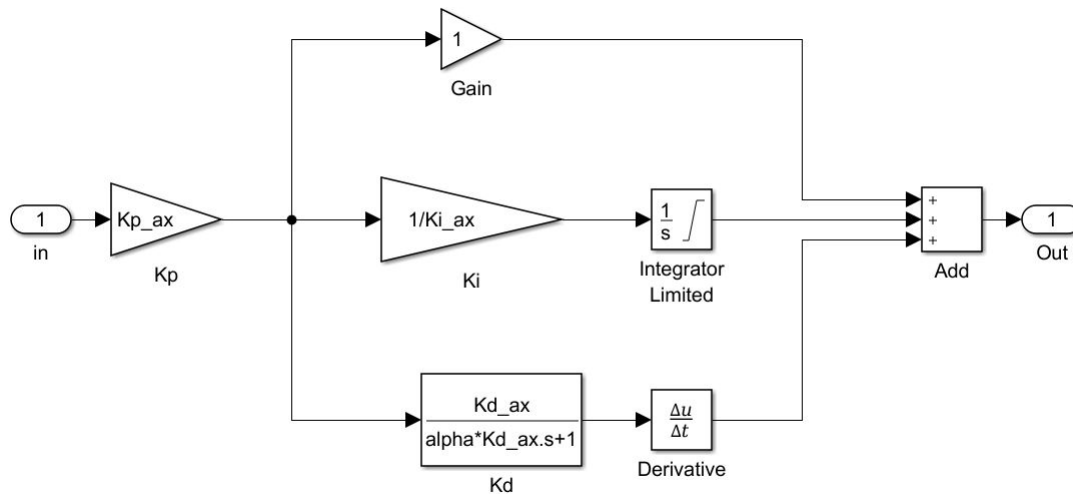 1
Gain
1
in
Kp_ax
Kp
1/Ki_ax
Ki
1
s
Integrator
Limited
+
+
+
Add
1
Out
Kd_ax
alpha*Kd_ax.s+1
Kd
Δu
Δt
Derivative